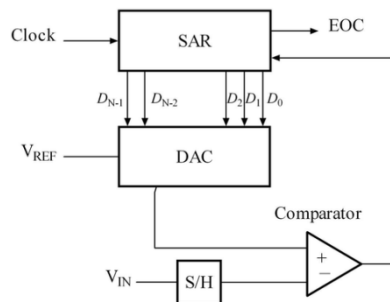 Clock
SAR
EOC
D_{N-1} D_{N-2} D_2 D_1 D_0
V_{REF}
DAC
Comparator
+
−
V_{IN}
S/H